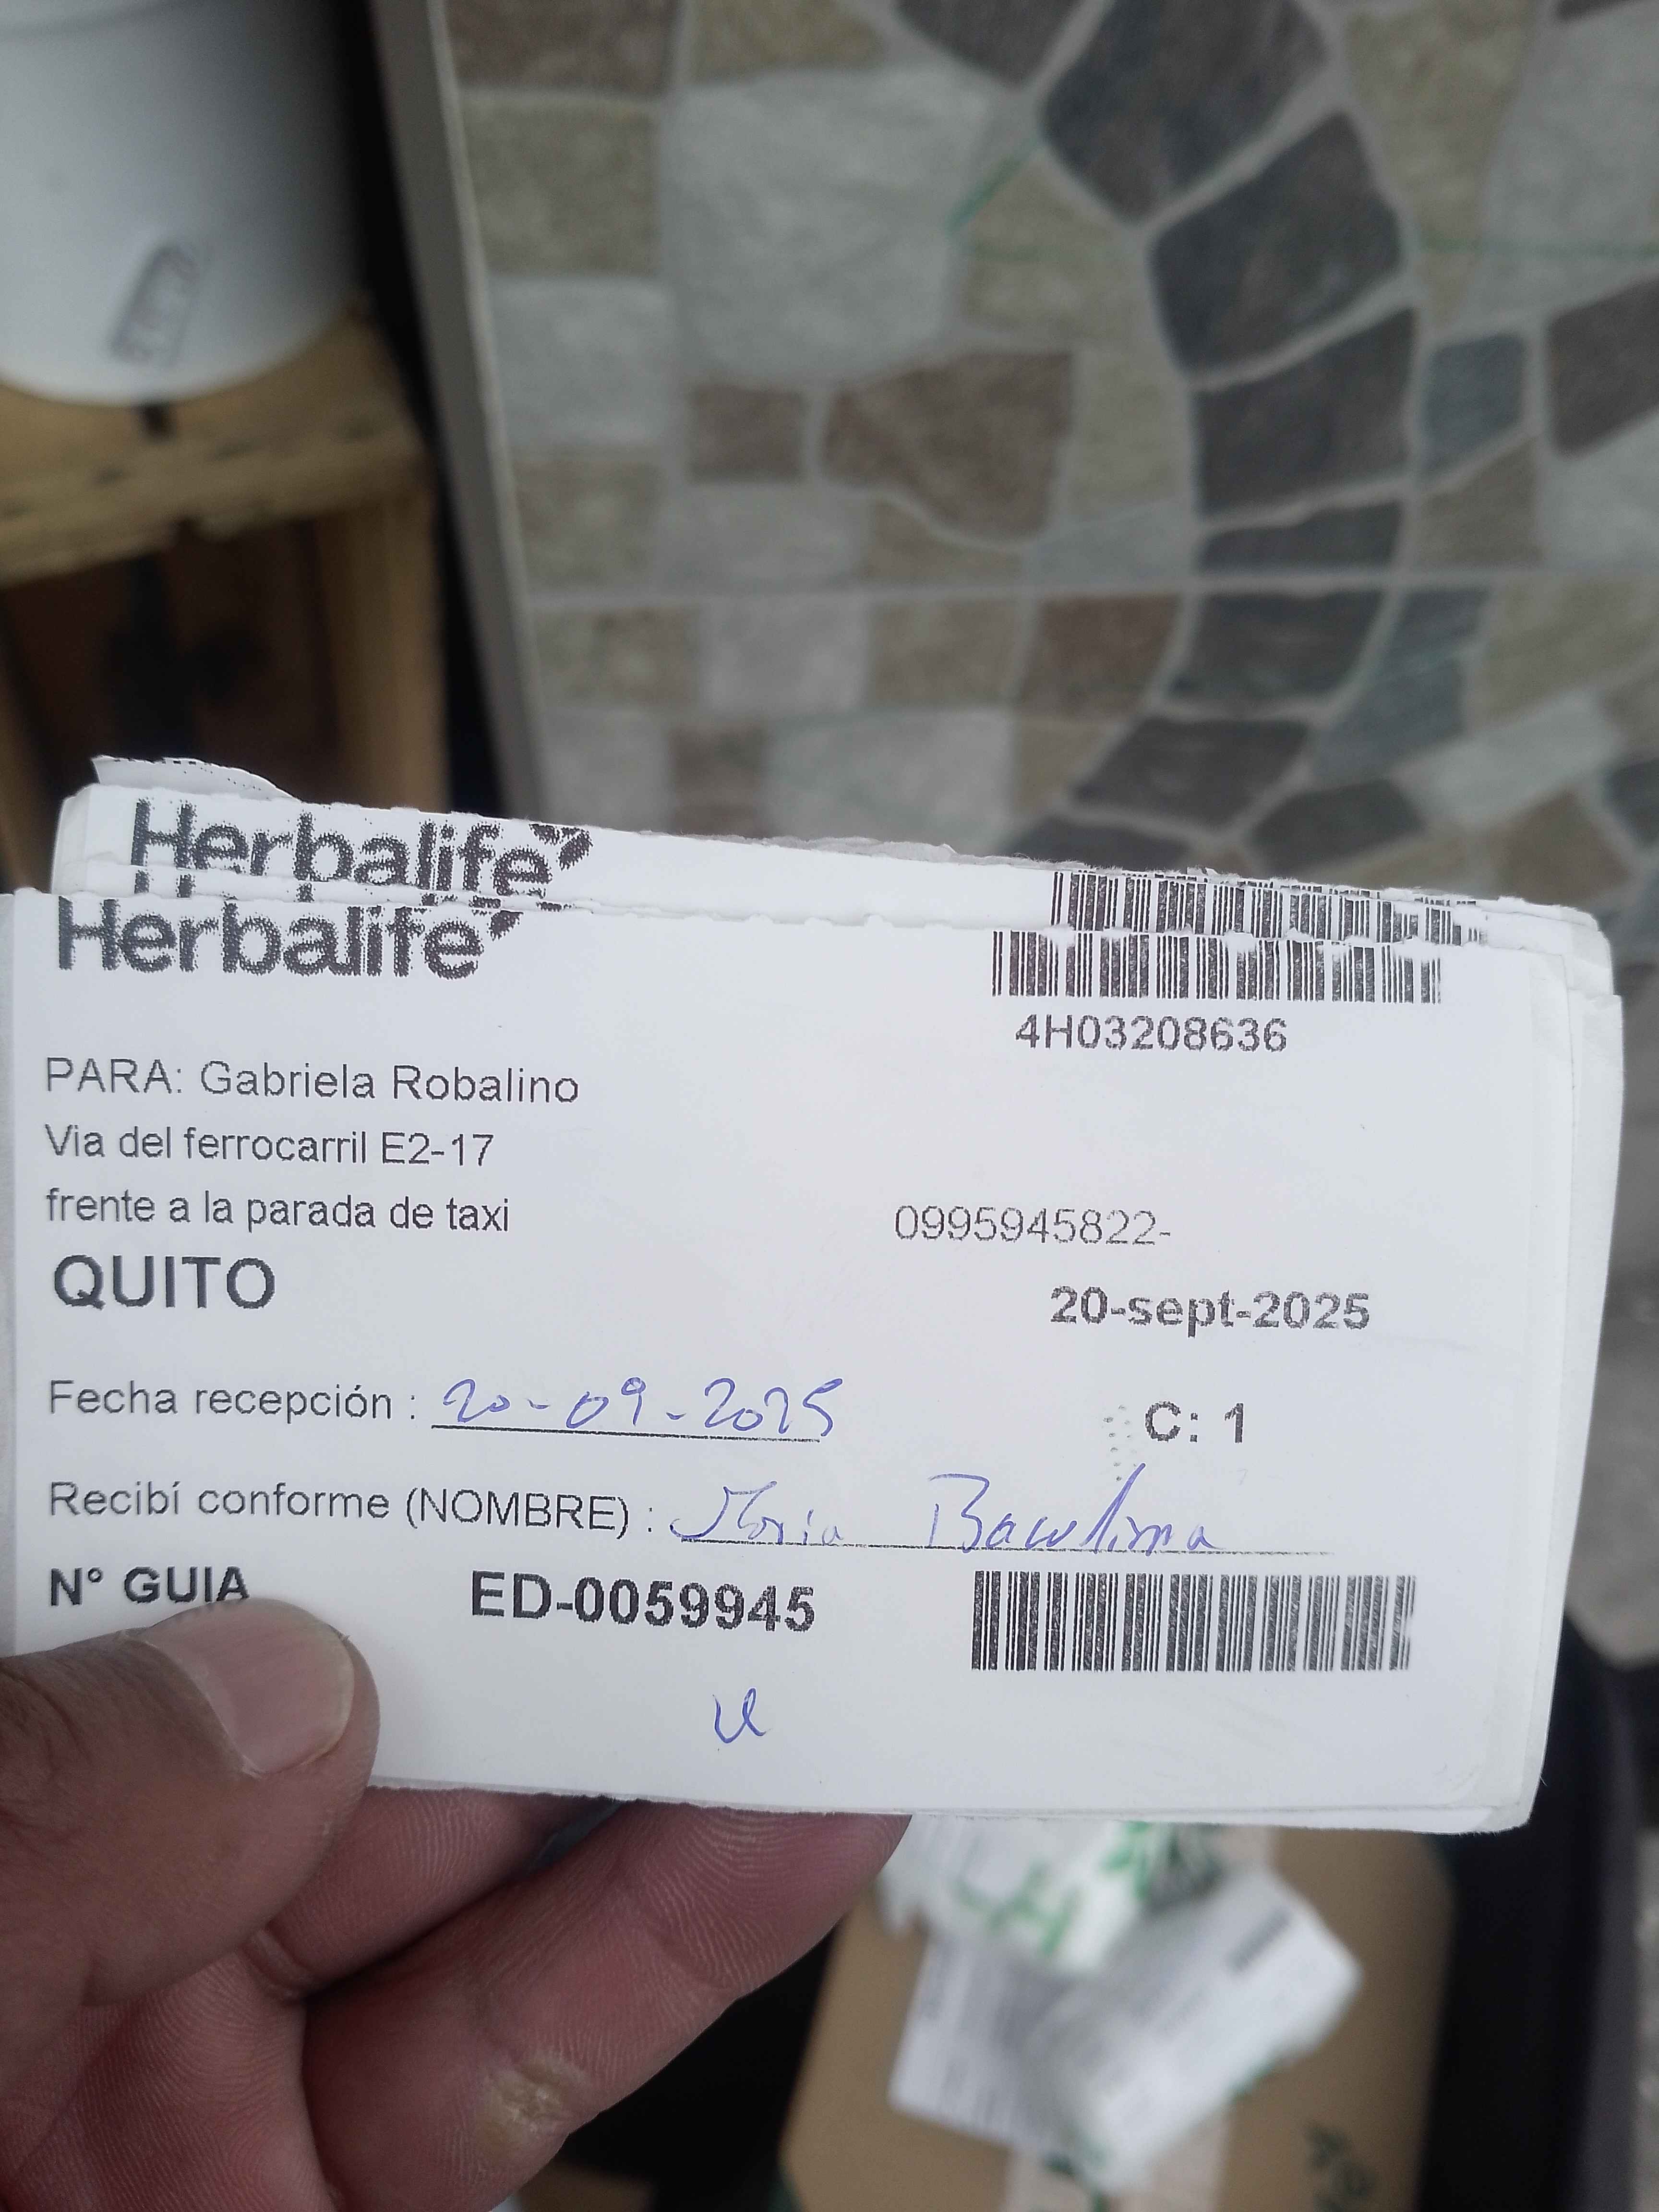 Herbalife
Herbalife
4H03208636
PARA: Gabriela Robalino
Via del ferrocarril E2-17
frente a la parada de taxi
0995945822-
QUITO
20-sept-2025
Fecha recepción : 20-09-2025
C: 1
Recibí conforme (NOMBRE) :
N° GUIA ED-0059945